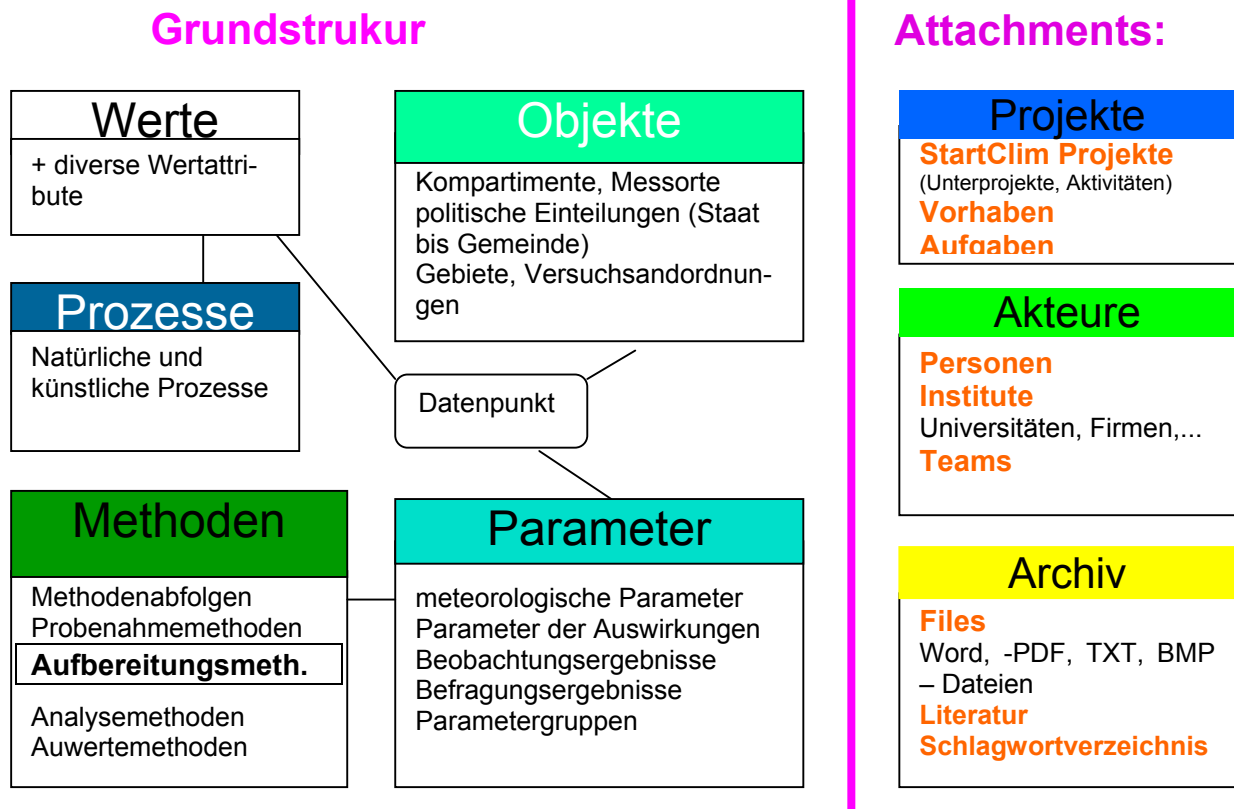 Grundstrukur
Werte
+ diverse Wertattri-
bute
Objekte
Kompartimente, Messorte
politische Einteilungen (Staat
bis Gemeinde)
Gebiete, Versuchsandordnun-
gen
Prozesse
Natürliche und
künstliche Prozesse
Datenpunkt
Methoden
Methodenabfolgen
Probenahmemethoden
Aufbereitungsmeth.
Analysemethoden
Auwertemethoden
Parameter
meteorologische Parameter
Parameter der Auswirkungen
Beobachtungsergebnisse
Befragungsergebnisse
Parametergruppen
Attachments:
Projekte
StartClim Projekte
(Unterprojekte, Aktivitäten)
Vorhaben
Aufgaben
Akteure
Personen
Institute
Universitäten, Firmen,...
Teams
Archiv
Files
Word, -PDF, TXT, BMP
– Dateien
Literatur
Schlagwortverzeichnis